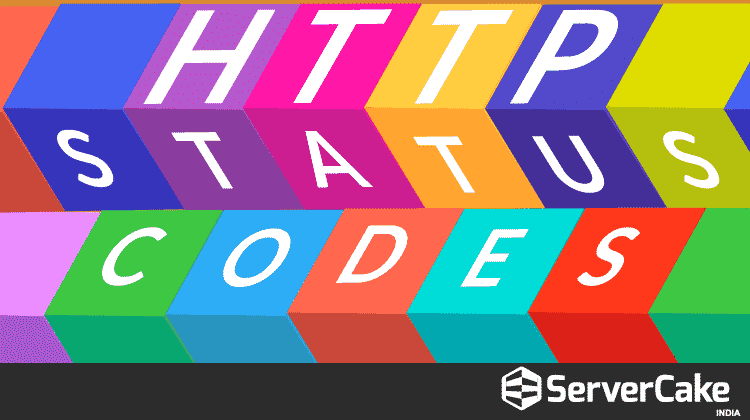 HTTP
STATUS
CODES
ServerCake
INDIA